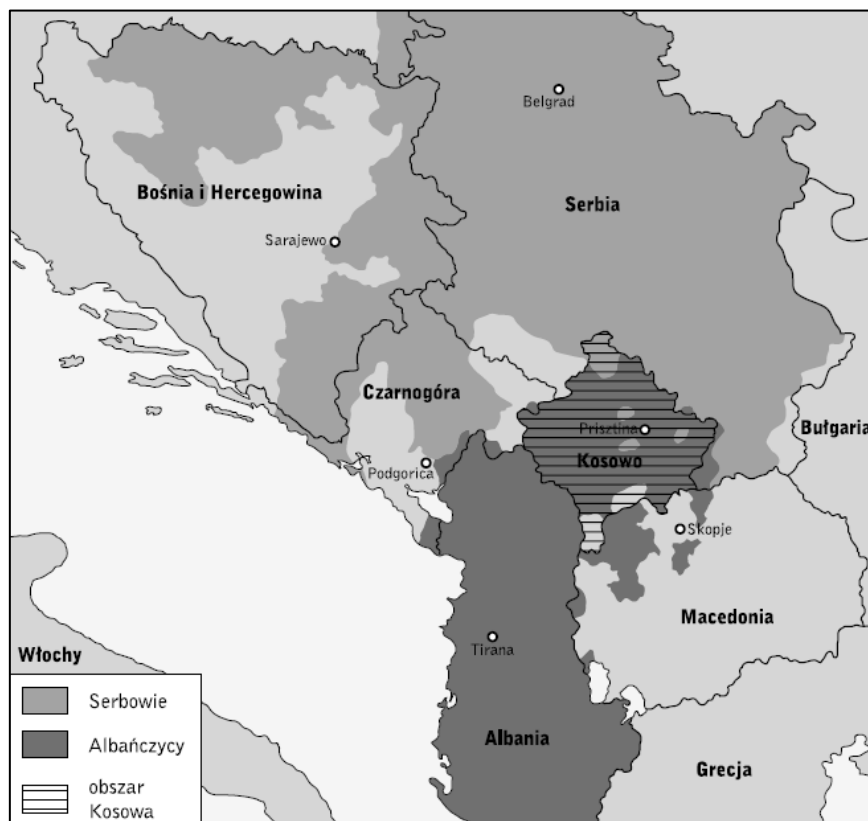 Belgrad
Bośnia i Hercegowina
Serbia
Sarajewo
Czarnogóra
Bułgaria
Prisztina
Kosowo
Podgorica
Skopje
Macedonia
Tirana
Włochy
Serbowie
Albańczycy
Albania
obszar
Kosowa
Grecja